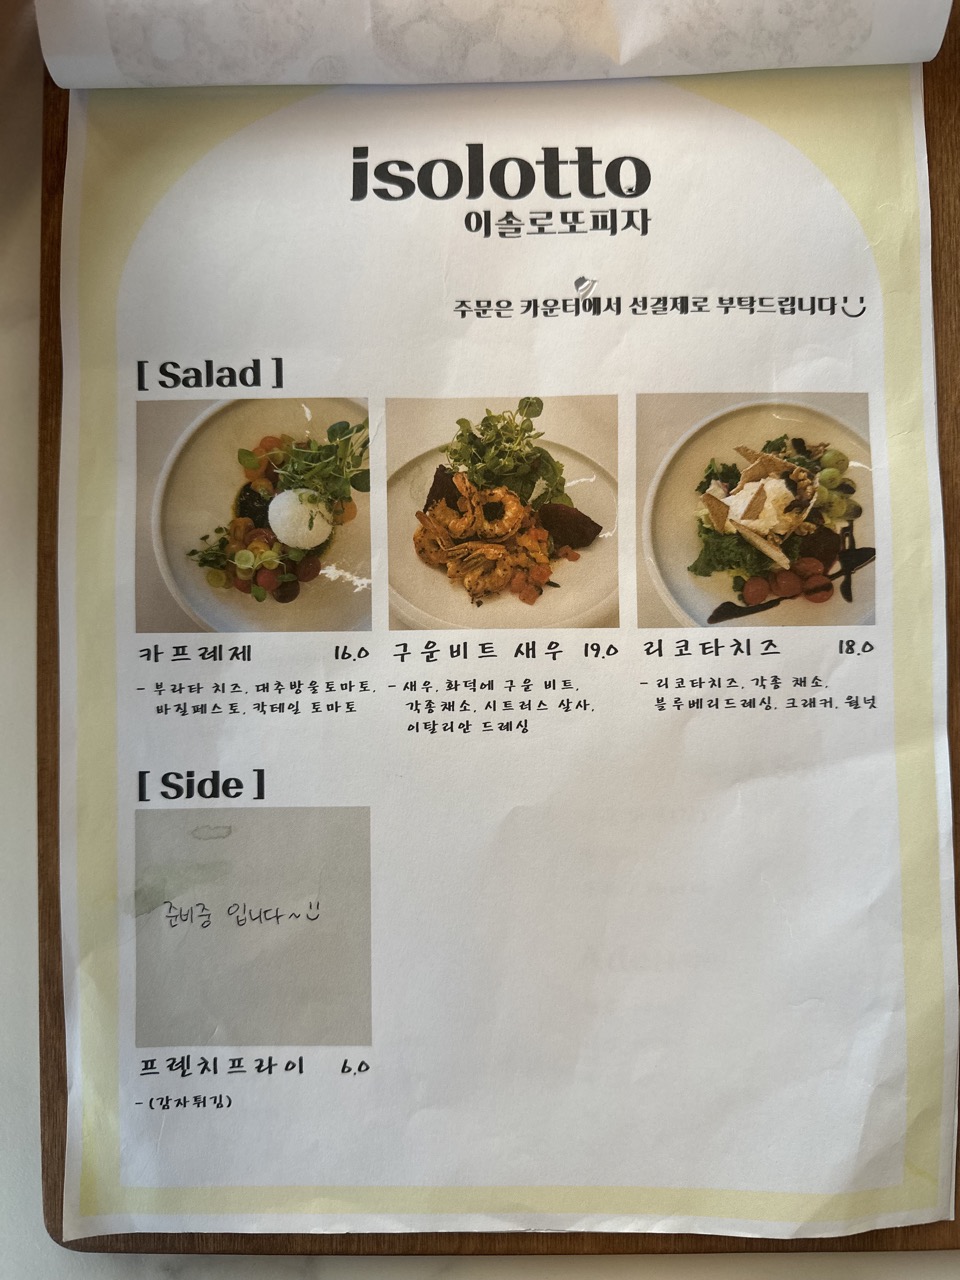 isolotto
이솔로또피자
주문은 카운터에서 선결제로 부탁드립니다
[ Salad ]
카프레제 16.0
- 부라타 치즈, 대추방울토마토,
바질페스토, 칵테일 토마토
구운비트 새우 19.0
- 새우, 화덕에 구운 비트,
각종채소, 시트러스 살사,
이탈리안 드레싱
리코타치즈 18.0
- 리코타치즈, 각종 채소,
블루베리드레싱, 크래커, 월넛
[ Side ]
준비중 입니다~
프렌치프라이 6.0
- (감자튀김)